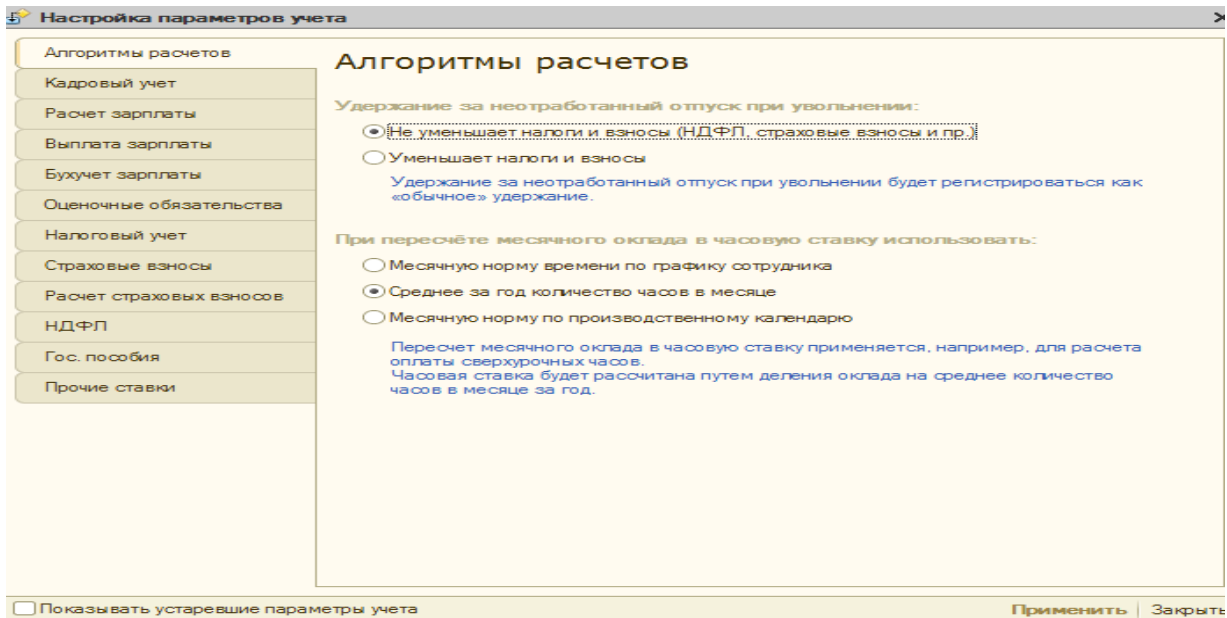 Настройка параметров учета
Алгоритмы расчетов
Кадровый учет
Расчет зарплаты
Выплата зарплаты
Бухучет зарплаты
Оценочные обязательства
Налоговый учет
Страховые взносы
Расчет страховых взносов
НДФЛ
Гос. пособия
Прочие ставки
Алгоритмы расчетов
Удержание за неотработанный отпуск при увольнении:
Не уменьшает налоги и взносы (НДФЛ, страховые взносы и пр.)
Уменьшает налоги и взносы
Удержание за неотработанный отпуск при увольнении будет регистрироваться как
«обычное» удержание.
При пересчёте месячного оклада в часовую ставку использовать:
Месячную норму времени по графику сотрудника
Среднее за год количество часов в месяце
Месячную норму по производственному календарю
Пересчет месячного оклада в часовую ставку применяется, например, для расчета
оплаты сверхурочных часов.
Часовая ставка будет рассчитана путем деления оклада на среднее количество
часов в месяце за год.
Показывать устаревшие параметры учета
Применить
Закрыть